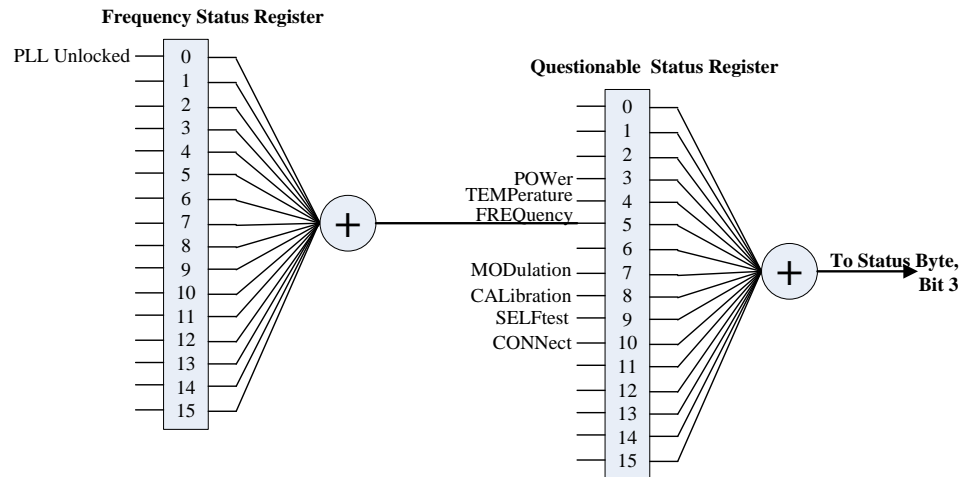 Frequency Status Register
PLL Unlocked
0
1
2
3
4
5
6
7
8
9
10
11
12
13
14
15
+
Questionable Status Register
0
1
2
POWer 3
TEMPerature 4
FREQuency 5
6
MODulation 7
CALibration 8
SELFtest 9
CONNect 10
11
12
13
14
15
+
To Status Byte,
Bit 3